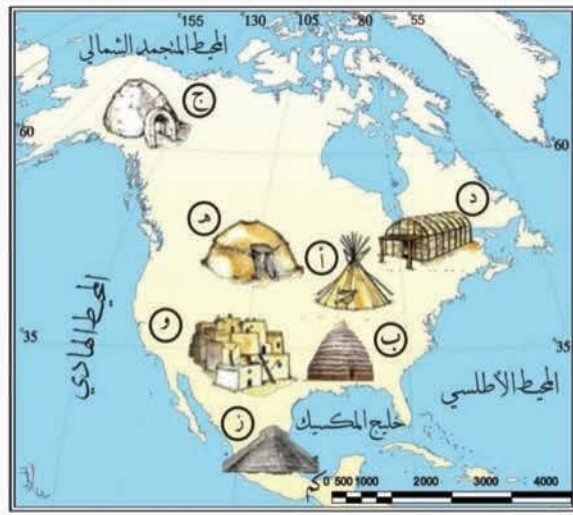 155 130 105 80 55
المحيط المنجمد الشمالي
ج
°60 60°
د
هـ
أ
و
ب
°35 35°
المحيط الهادي
المحيط الأطلسي
خليج المكسيك
ز
كم 0 500 1000 2000 3000 4000